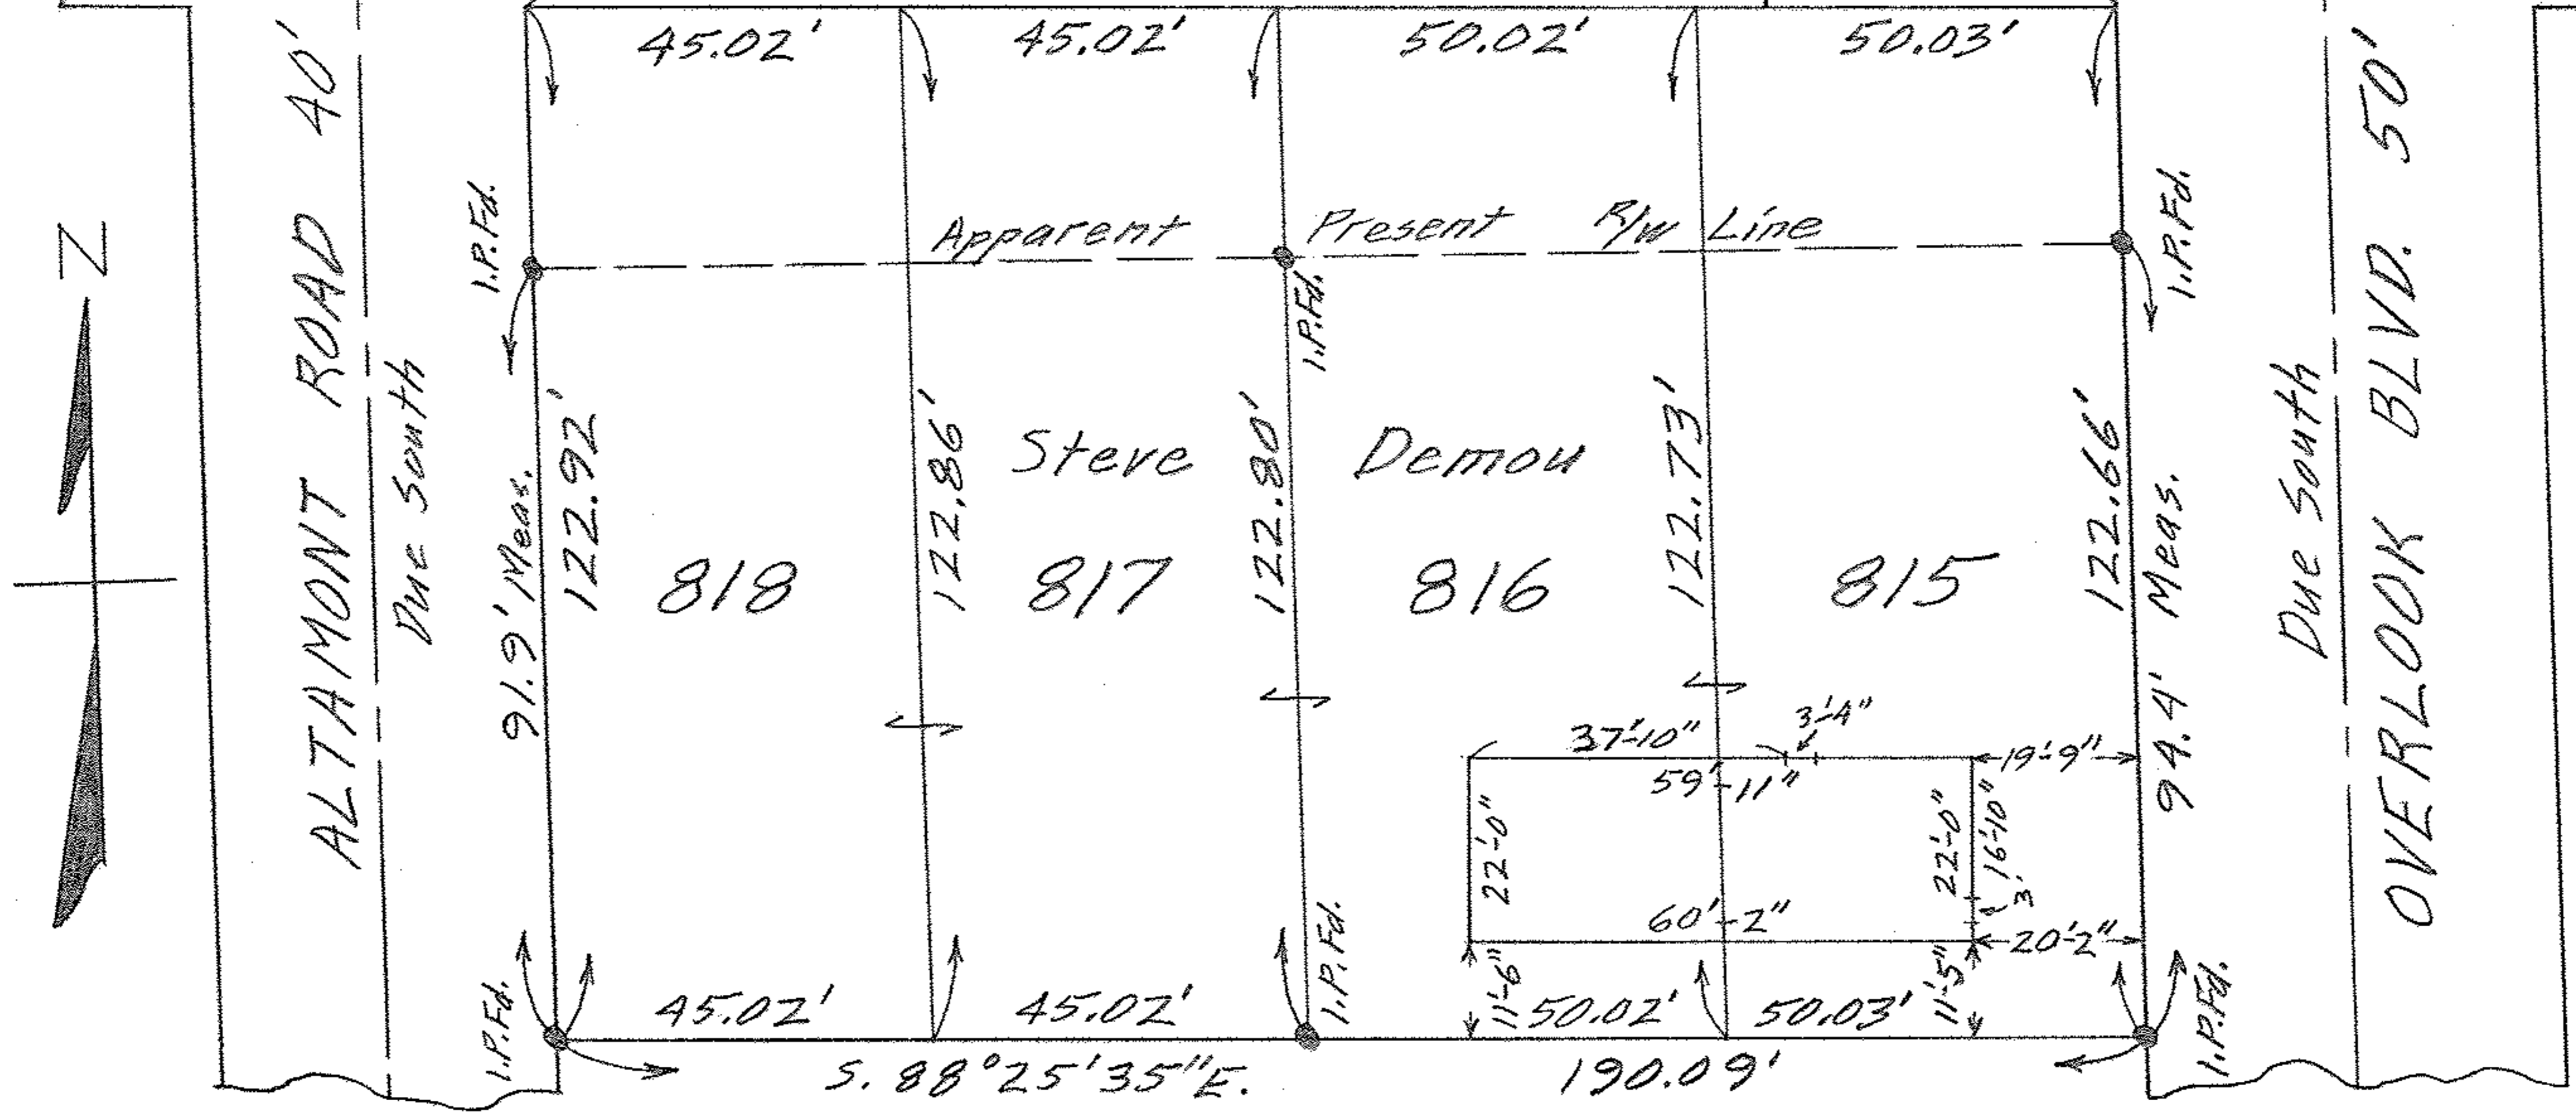 45.02' 45.02' 50.02' 50.03'
ALTAMONT ROAD 40'
Due South
N
I.P.Fd.
Apparent Present R/W Line
I.P.Fd.
I.P.Fd.
OVERLOOK BLVD. 50'
Due South
91.9' Meas.
122.92'
122.86'
122.80'
122.73'
122.66'
94.4' Meas.
Steve Demou
818 817 816 815
37'-10" 3'-4"
59'-11" 19'-9"
22'-0"
22'-0"
16'-10"
3'
60'-2" 20'-2"
11'-6"
11'-5"
I.P.Fd.
I.P.Fd.
I.P.Fd.
45.02' 45.02' 50.02' 50.03'
S. 88°25'35"E. 190.09'